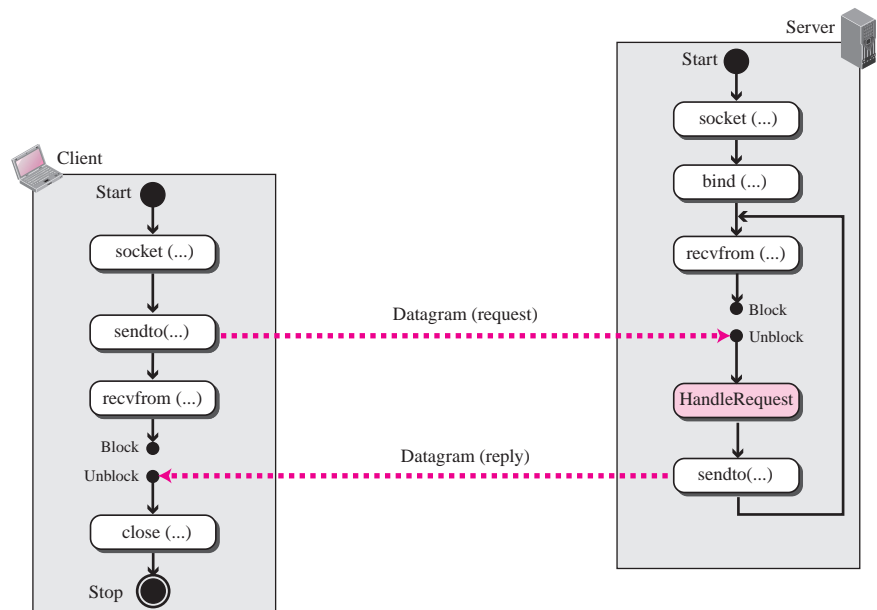 Server
Start
socket (...)
bind (...)
recvfrom (...)
Block
Unblock
HandleRequest
sendto(...)
Client
Start
socket (...)
sendto(...)
recvfrom (...)
Block
Unblock
close (...)
Stop
Datagram (request)
Datagram (reply)